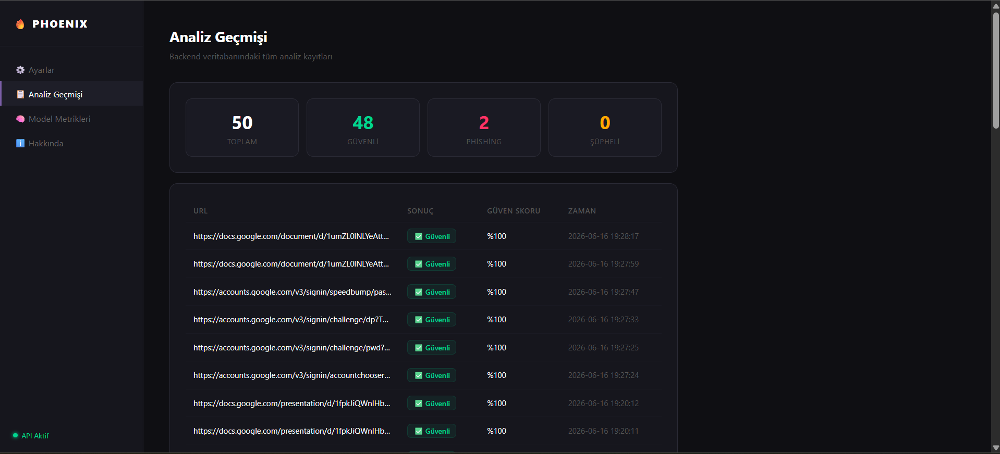 PHOENIX
Ayarlar
Analiz Geçmişi
Model Metrikleri
Hakkında
API Aktif
Analiz Geçmişi
Backend veritabanındaki tüm analiz kayıtları
50
TOPLAM
48
GÜVENLİ
2
PHİSHİNG
0
ŞÜPHELİ
URL SONUÇ GÜVEN SKORU ZAMAN
https://docs.google.com/document/d/1umZL0lNLYeAtt... Güvenli %100 2026-06-16 19:28:17
https://docs.google.com/document/d/1umZL0lNLYeAtt... Güvenli %100 2026-06-16 19:27:59
https://accounts.google.com/v3/signin/speedbump/pas... Güvenli %100 2026-06-16 19:27:47
https://accounts.google.com/v3/signin/challenge/dp?T... Güvenli %100 2026-06-16 19:27:33
https://accounts.google.com/v3/signin/challenge/pwd?... Güvenli %100 2026-06-16 19:27:25
https://accounts.google.com/v3/signin/accountchooser... Güvenli %100 2026-06-16 19:27:24
https://docs.google.com/presentation/d/1fpkJiQWnlHb... Güvenli %100 2026-06-16 19:20:12
https://docs.google.com/presentation/d/1fpkJiQWnlHb... Güvenli %100 2026-06-16 19:20:11